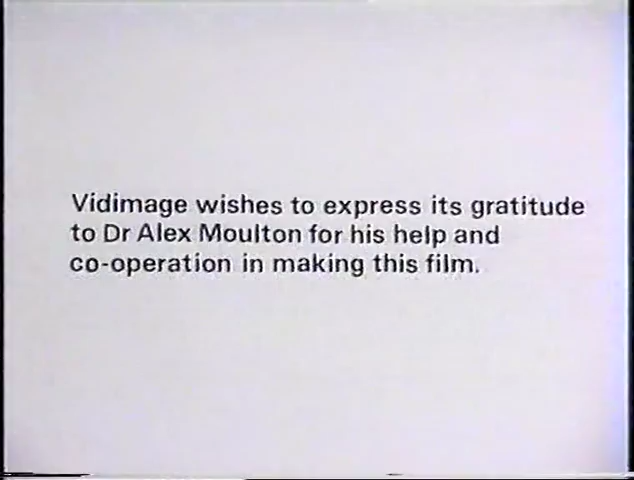 Vidimage wishes to express its gratitude
to Dr Alex Moulton for his help and
co-operation in making this film.